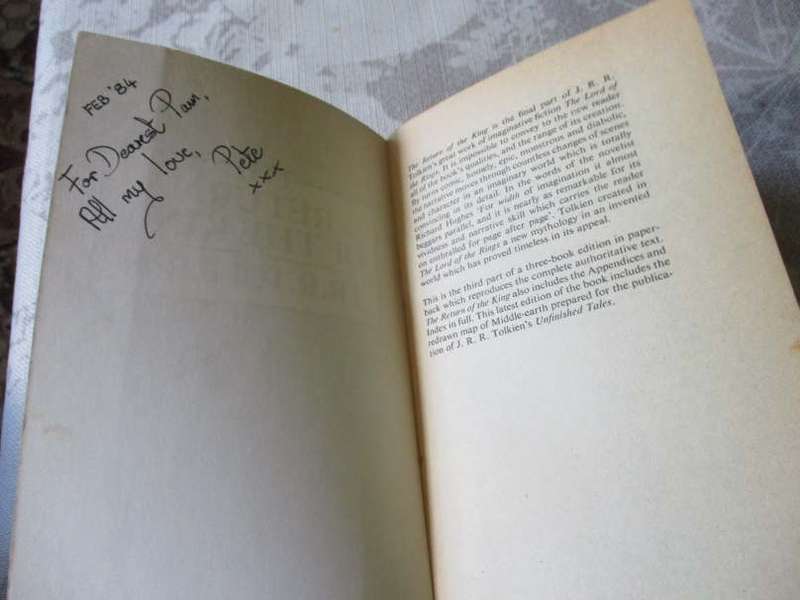 FEB '84
For Dearest Pam,
All my love,
Pete
xxx
The Return of the King is the final part of J. R. R.
Tolkien's great work of imaginative fiction The Lord of
the Rings. It is impossible to convey to the new reader
all of the book's qualities, and the range of its creation.
By turns comic, homely, epic, monstrous and diabolic,
the narrative moves through countless changes of scenes
and character in an imaginary world which is totally
convincing in its detail. In the words of the novelist
Richard Hughes 'For width of imagination it almost
beggars parallel, and it is nearly as remarkable for its
vividness and narrative skill which carries the reader
on enthralled for page after page'. Tolkien created in
The Lord of the Rings a new mythology in an invented
world which has proved timeless in its appeal.
This is the third part of a three-book edition in paper-
back which reproduces the complete authoritative text.
The Return of the King also includes the Appendices and
Index in full. This latest edition of the book includes the
redrawn map of Middle-earth prepared for the publica-
tion of J. R. R. Tolkien's Unfinished Tales.